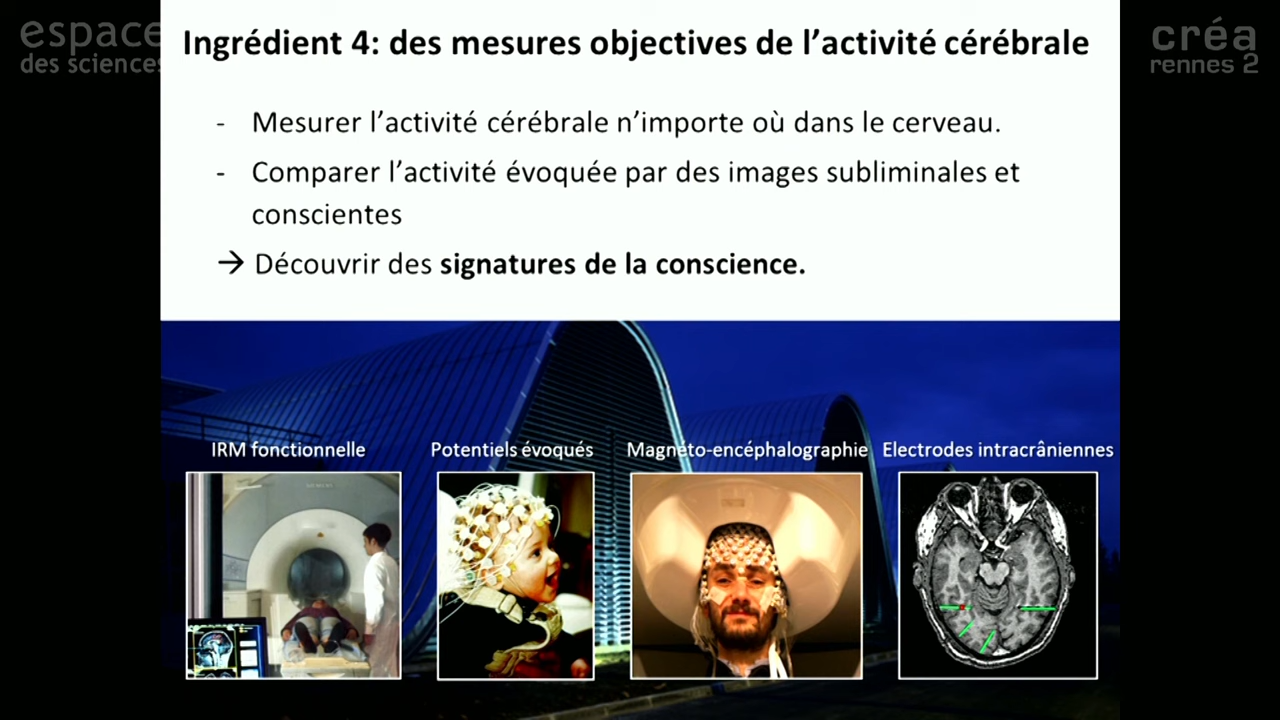 espace
des sciences
créa
rennes 2
Ingrédient 4: des mesures objectives de l’activité cérébrale
- Mesurer l’activité cérébrale n’importe où dans le cerveau.
- Comparer l’activité évoquée par des images subliminales et
conscientes
→ Découvrir des signatures de la conscience.
IRM fonctionnelle
Potentiels évoqués
Magnéto-encéphalographie
Electrodes intracrâniennes